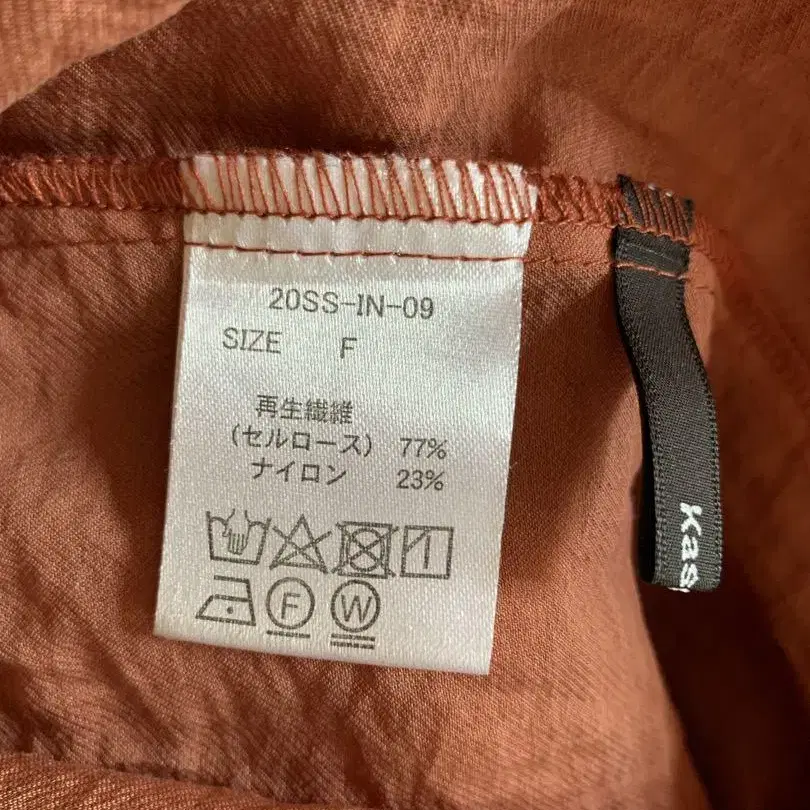 20SS-IN-09
SIZE F
再生繊維
(セルロース) 77%
ナイロン 23%
F W